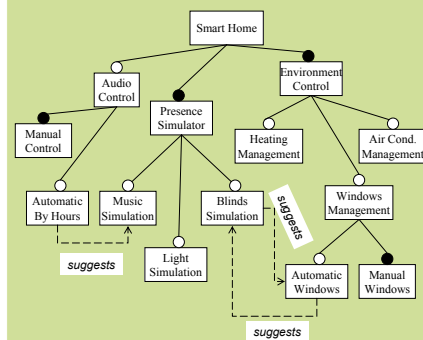 Smart Home
Audio
Control
Environment
Control
Presence
Simulator
Manual
Control
Heating
Management
Air Cond.
Management
Automatic
By Hours
Music
Simulation
Blinds
Simulation
suggests
Windows
Management
suggests
Light
Simulation
Automatic
Windows
Manual
Windows
suggests